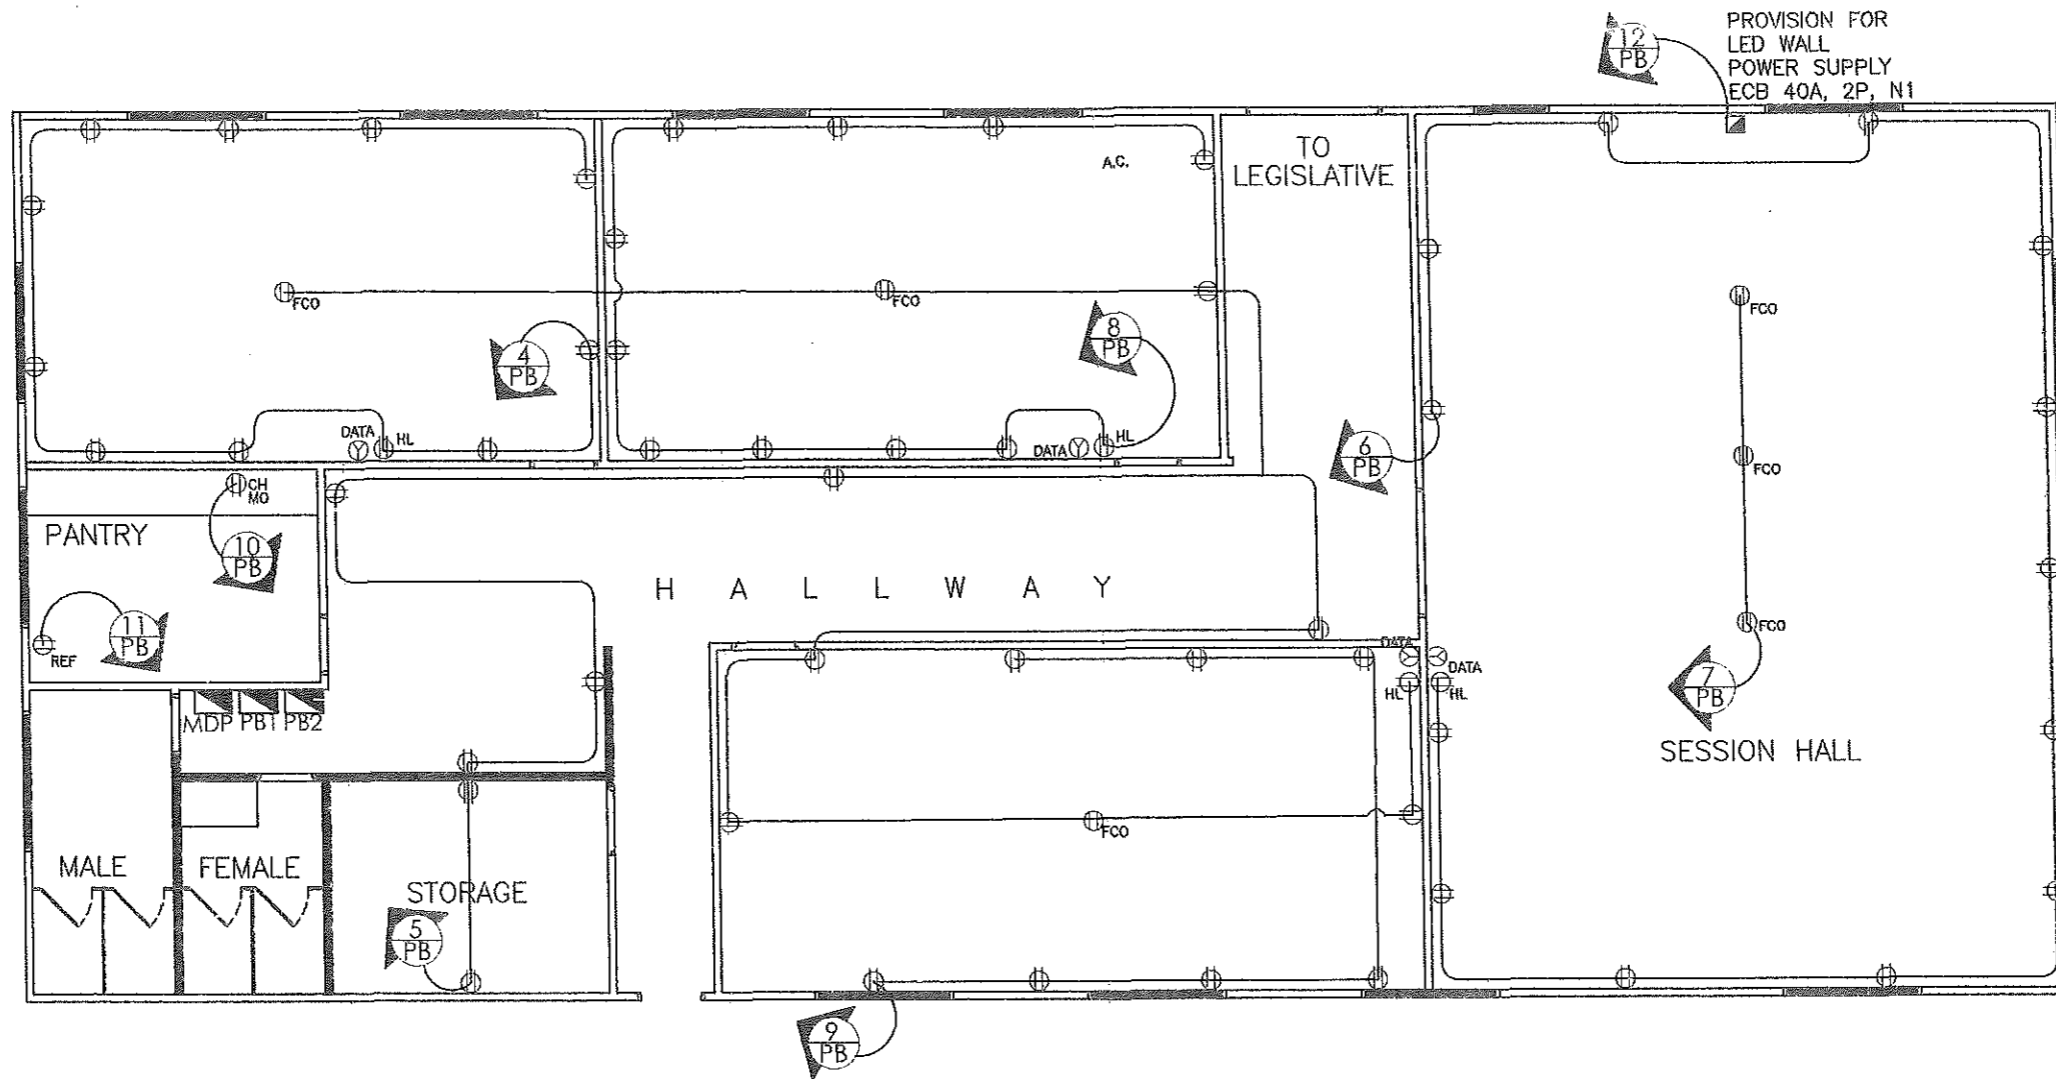 12
PB
PROVISION FOR
LED WALL
POWER SUPPLY
ECB 40A, 2P, N1
A.C.
TO
LEGISLATIVE
FCO
FCO
FCO
4
PB
8
PB
DATA
HL
DATA
HL
6
PB
FCO
CH
MO
PANTRY
10
PB
HALLWAY
11
PB
REF
FCO
DATA
DATA
HL
HL
7
PB
MDP PB1 PB2
SESSION HALL
FCO
MALE
FEMALE
STORAGE
5
PB
9
PB